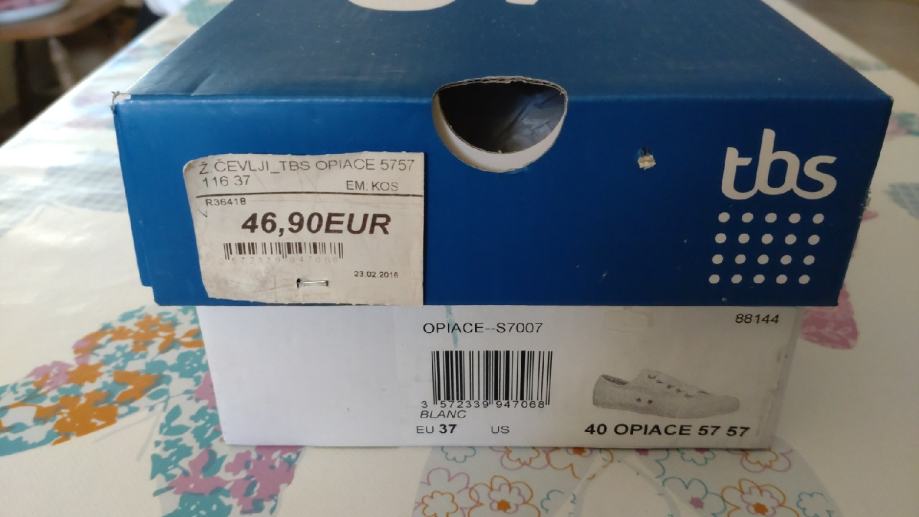 Ž.ČEVLJI_TBS OPIACE 5757
116 37 EM: KOS
R36418
46,90EUR
23.02.2016
tbs
OPIACE--S7007
88144
3 572339 947068
BLANC
EU 37 US
40 OPIACE 57 57